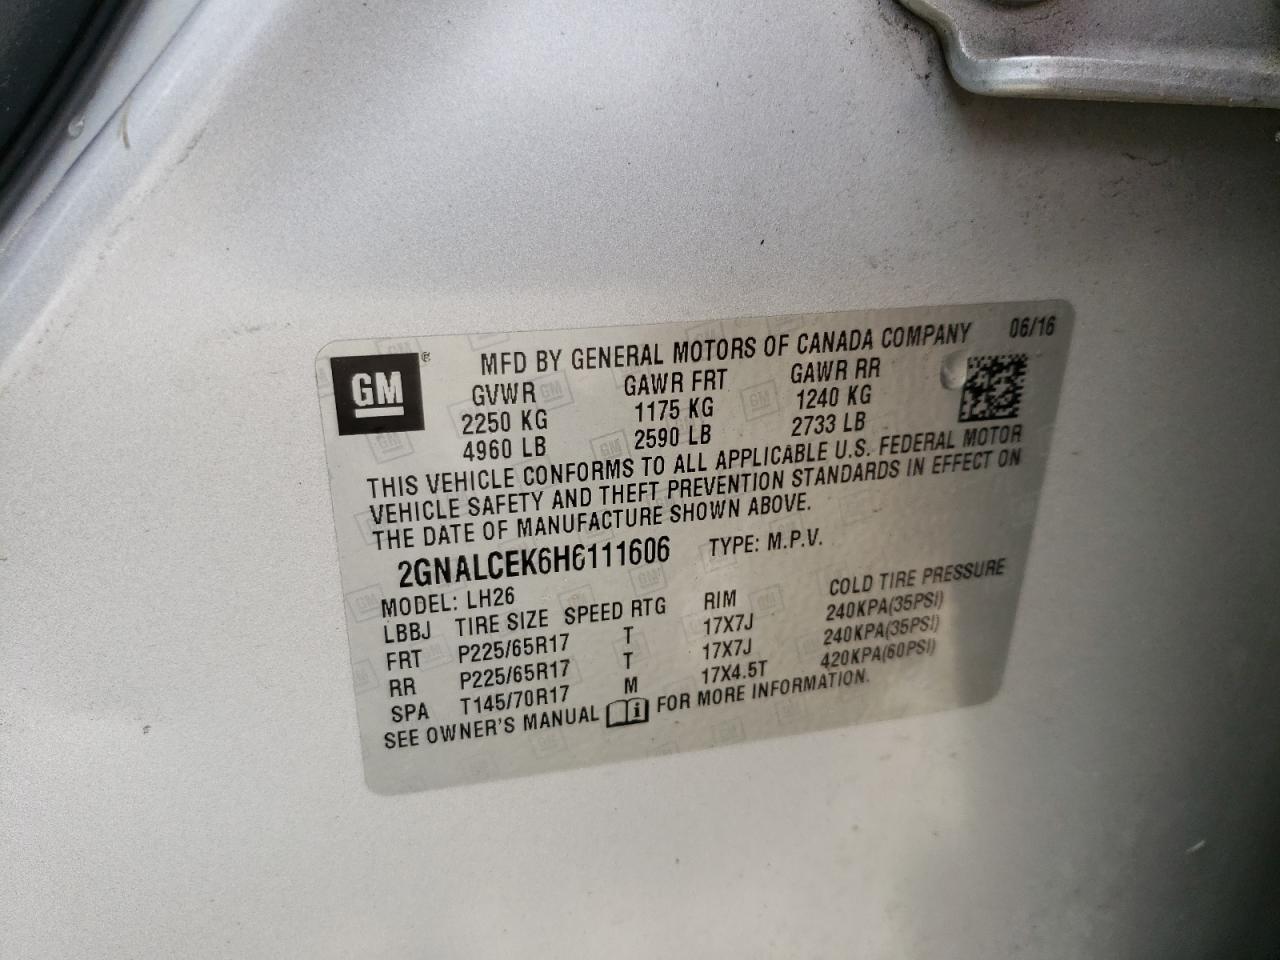 GM ®
MFD BY GENERAL MOTORS OF CANADA COMPANY 06/16
GVWR GAWR FRT GAWR RR
2250 KG 1175 KG 1240 KG
4960 LB 2590 LB 2733 LB
THIS VEHICLE CONFORMS TO ALL APPLICABLE U.S. FEDERAL MOTOR
VEHICLE SAFETY AND THEFT PREVENTION STANDARDS IN EFFECT ON
THE DATE OF MANUFACTURE SHOWN ABOVE.
2GNALCEK6H6111606 TYPE: M.P.V.
MODEL: LH26
LBBJ TIRE SIZE SPEED RTG RIM COLD TIRE PRESSURE
FRT P225/65R17 T 17X7J 240KPA(35PSI)
RR P225/65R17 T 17X7J 240KPA(35PSI)
SPA T145/70R17 M 17X4.5T 420KPA(60PSI)
SEE OWNER'S MANUAL FOR MORE INFORMATION.